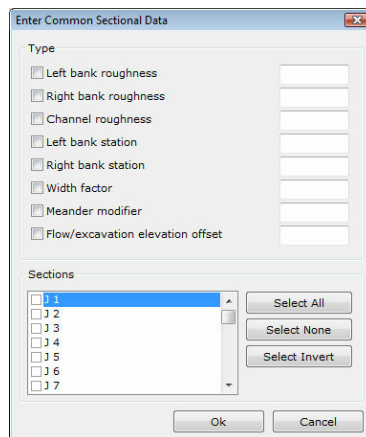 Enter Common Sectional Data
Type
Left bank roughness
Right bank roughness
Channel roughness
Left bank station
Right bank station
Width factor
Meander modifier
Flow/excavation elevation offset
Sections
J 1
J 2
J 3
J 4
J 5
J 6
J 7
Select All
Select None
Select Invert
Ok
Cancel